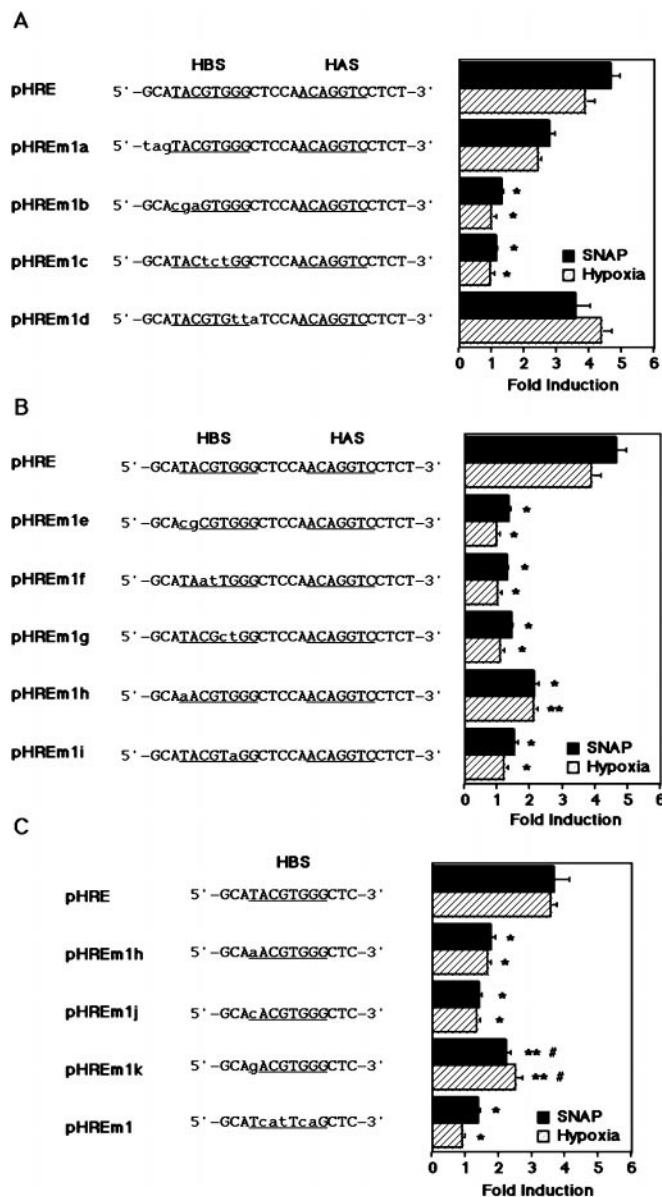 A
HBS HAS
pHRE 5'-GCATACGTGGGCTCCAACAGGTCCTCT-3'
pHREm1a 5'-tagTACGTGGGCTCCAACAGGTCCTCT-3'
pHREm1b 5'-GCAcgaGTGGGCTCCAACAGGTCCTCT-3'
pHREm1c 5'-GCATACtctGGCTCCAACAGGTCCTCT-3'
pHREm1d 5'-GCATACGTGttaTCCAACAGGTCCTCT-3'
* * * *
SNAP
Hypoxia
0 1 2 3 4 5 6
Fold Induction
B
HBS HAS
pHRE 5'-GCATACGTGGGCTCCAACAGGTCCTCT-3'
pHREm1e 5'-GCAcgCGTGGGCTCCAACAGGTCCTCT-3' * *
pHREm1f 5'-GCATAatTGGGCTCCAACAGGTCCTCT-3' * *
pHREm1g 5'-GCATACGctGGCTCCAACAGGTCCTCT-3' * *
pHREm1h 5'-GCAaACGTGGGCTCCAACAGGTCCTCT-3' * **
pHREm1i 5'-GCATACGTaGGCTCCAACAGGTCCTCT-3' * *
SNAP
Hypoxia
0 1 2 3 4 5 6
Fold Induction
C
HBS
pHRE 5'-GCATACGTGGGCTC-3'
pHREm1h 5'-GCAaACGTGGGCTC-3' * *
pHREm1j 5'-GCAcACGTGGGCTC-3' * *
pHREm1k 5'-GCAgACGTGGGCTC-3' ** # ** #
pHREm1 5'-GCATcatTcaGCTC-3' * *
SNAP
Hypoxia
0 1 2 3 4 5 6
Fold Induction